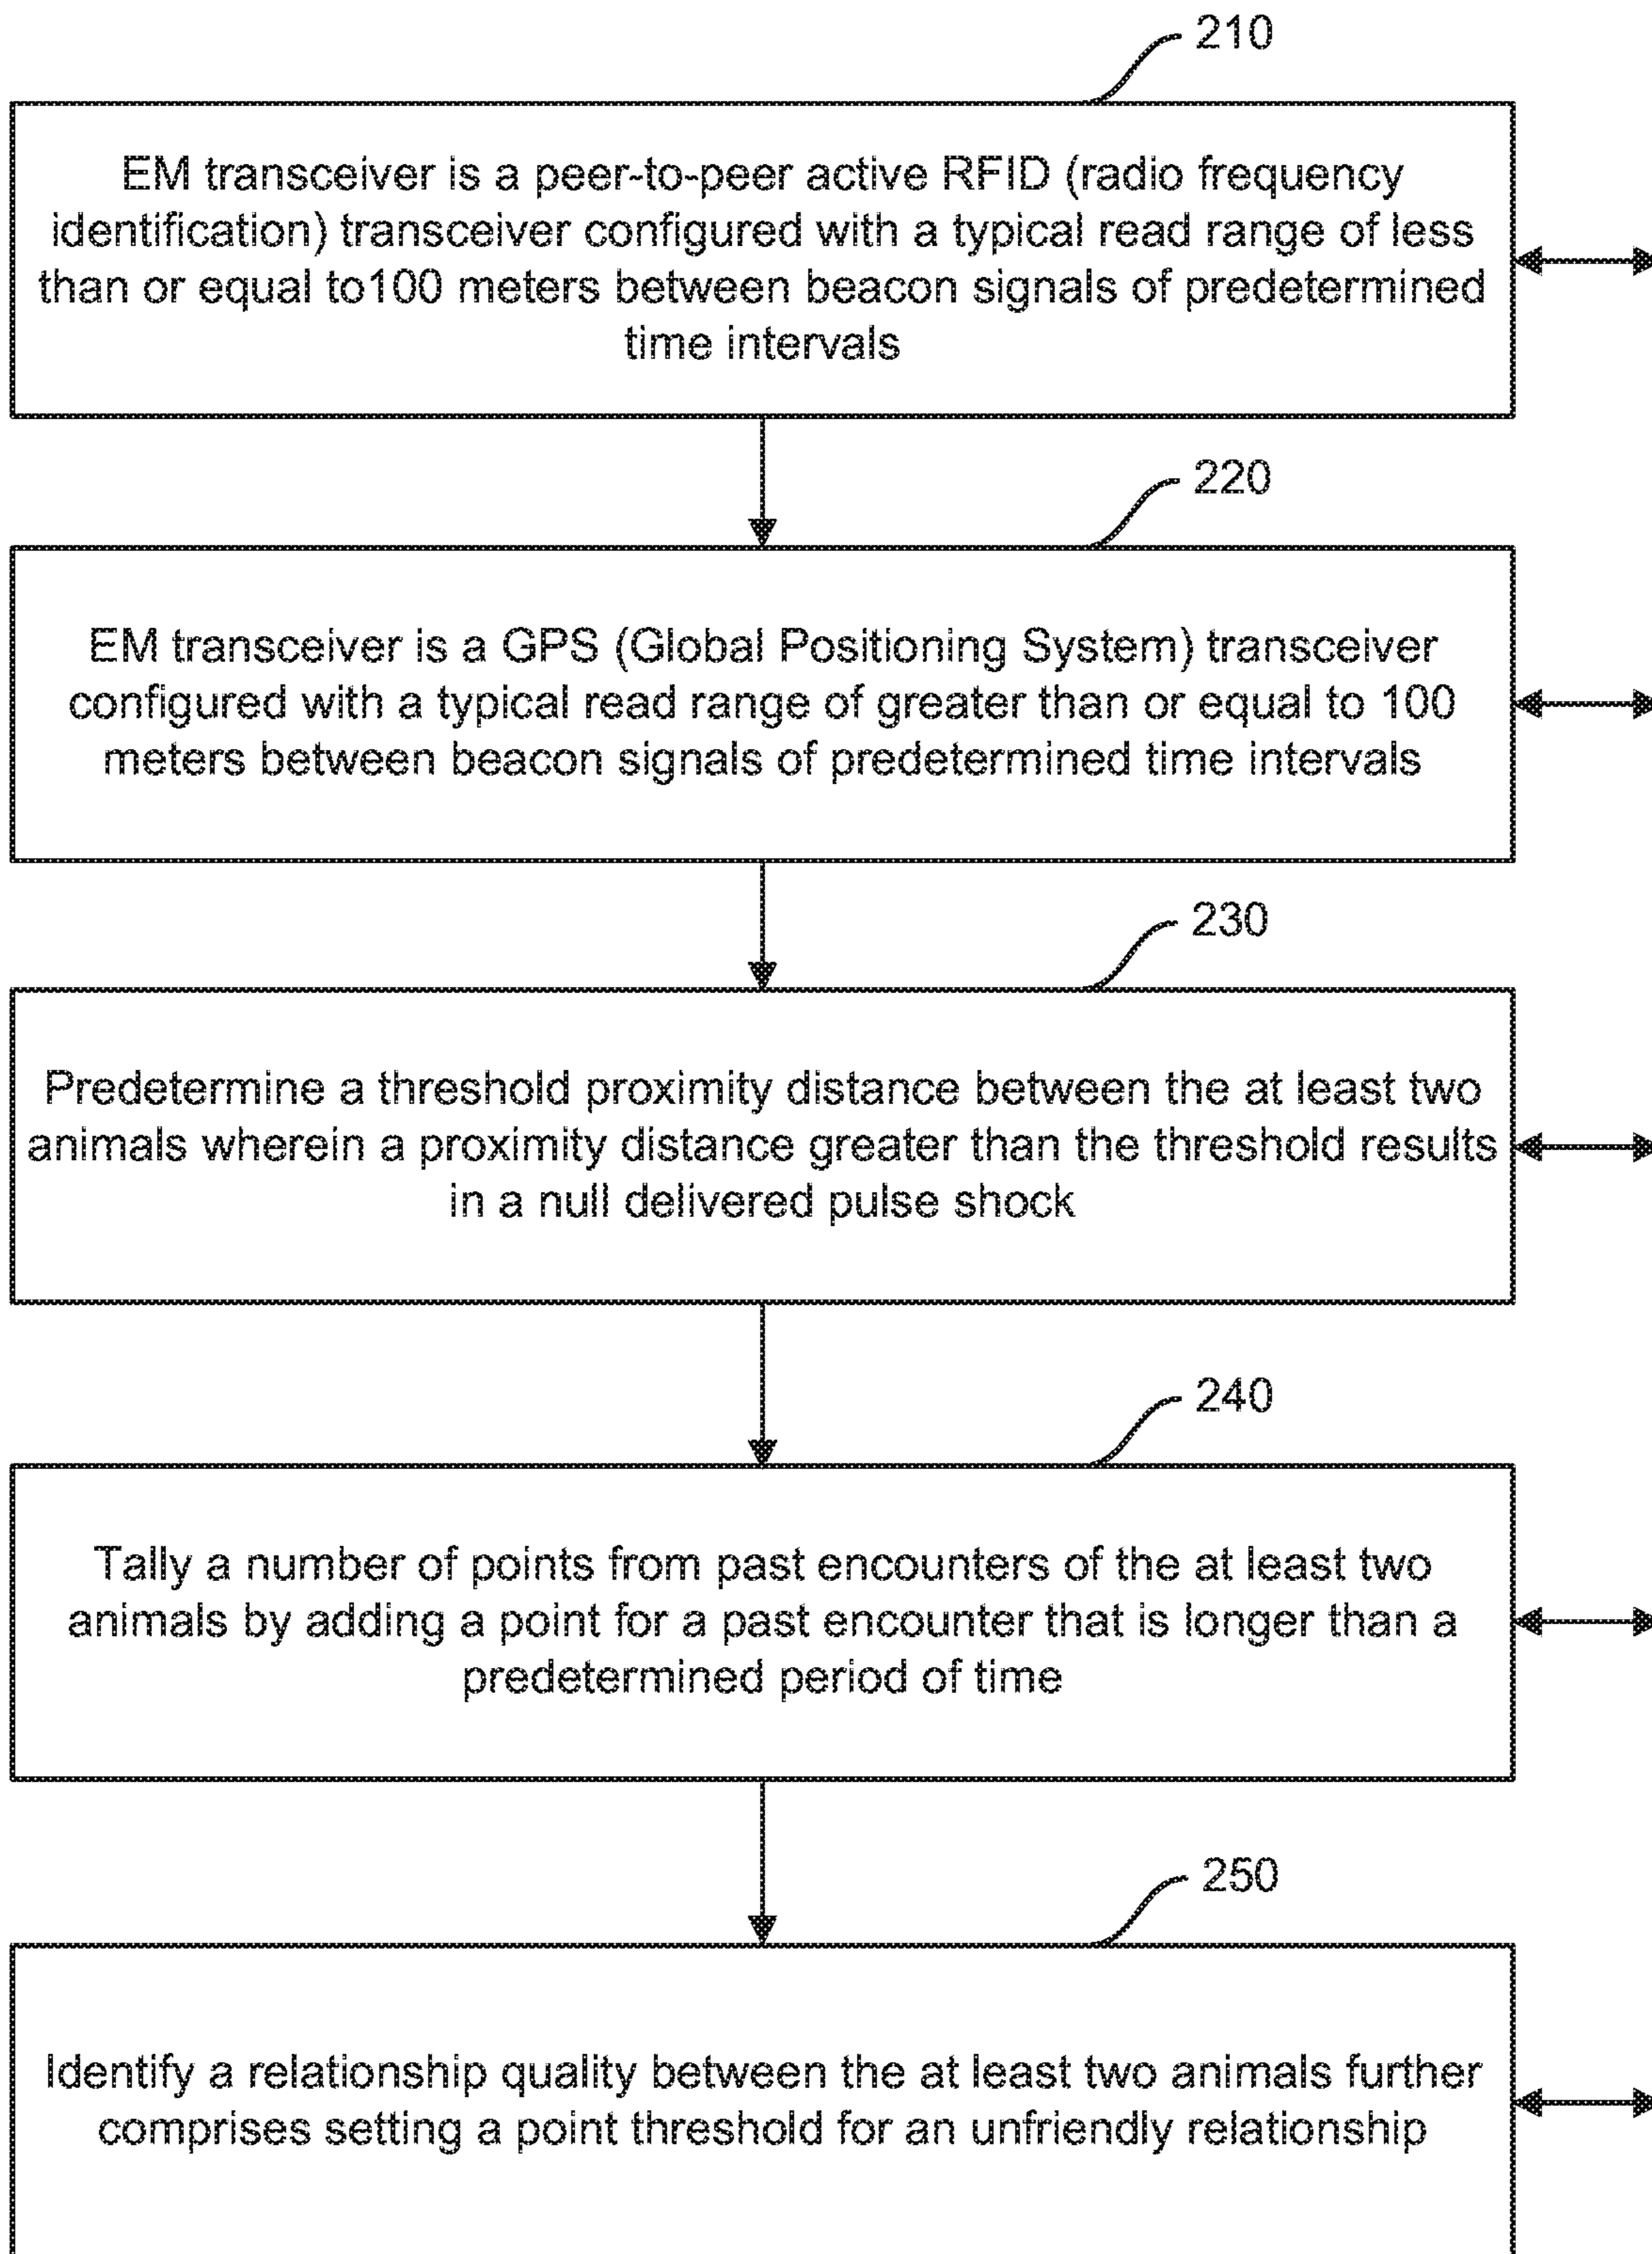 210
EM transceiver is a peer-to-peer active RFID (radio frequency
identification) transceiver configured with a typical read range of less
than or equal to100 meters between beacon signals of predetermined
time intervals
220
EM transceiver is a GPS (Global Positioning System) transceiver
configured with a typical read range of greater than or equal to 100
meters between beacon signals of predetermined time intervals
230
Predetermine a threshold proximity distance between the at least two
animals wherein a proximity distance greater than the threshold results
in a null delivered pulse shock
240
Tally a number of points from past encounters of the at least two
animals by adding a point for a past encounter that is longer than a
predetermined period of time
250
Identify a relationship quality between the at least two animals further
comprises setting a point threshold for an unfriendly relationship